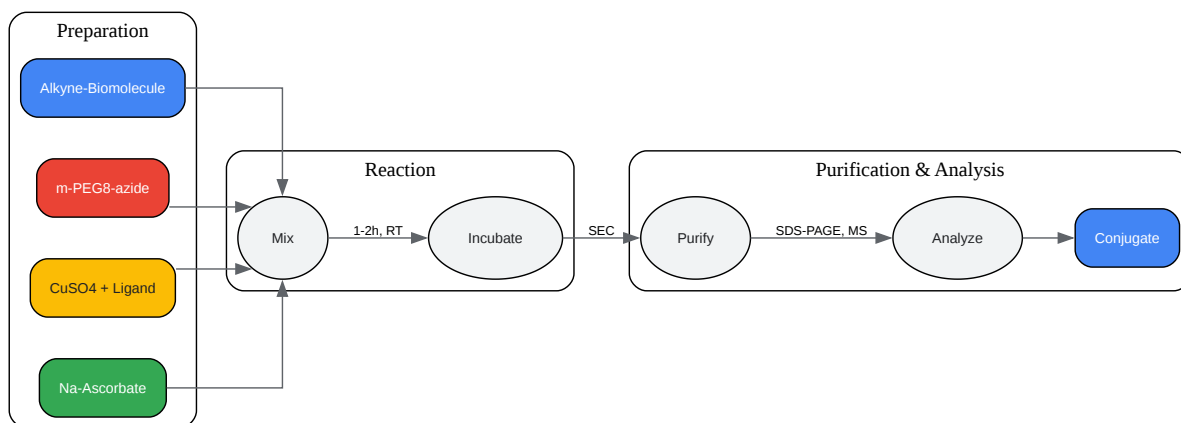 Preparation
Alkyne-Biomolecule
m-PEG8-azide
CuSO4 + Ligand
Na-Ascorbate
Reaction
Mix
1-2h, RT
Incubate
SEC
Purification & Analysis
Purify
SDS-PAGE, MS
Analyze
Conjugate